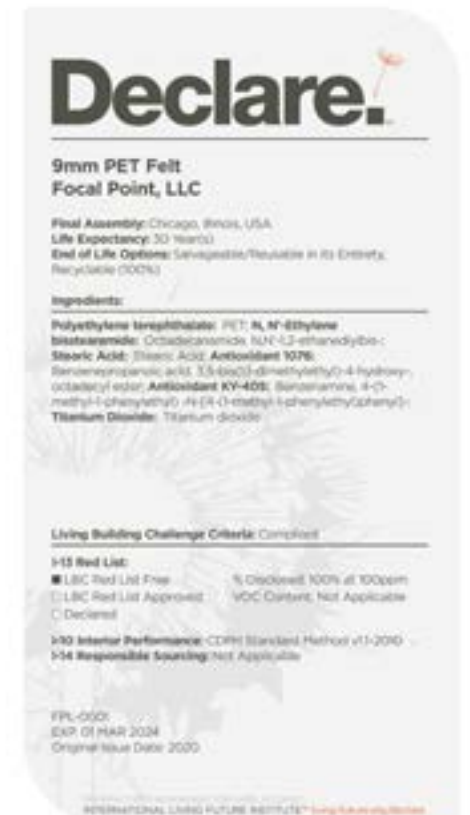 Declare.
9mm PET Felt
Focal Point, LLC
Final Assembly: Chicago, Illinois, USA
Life Expectancy: 30 Year(s)
End of Life Options: Salvageable/Reusable in its Entirety,
Recyclable (100%)
Ingredients:
Polyethylene terephthalate: PET; N, N'-Ethylene
bisstearamide: Octadecanamide, N,N'-1,2-ethanediylbis-;
Stearic Acid: Stearic Acid; Antioxidant 1076:
Benzenepropanoic acid, 3,5-bis(1,1-dimethylethyl)-4-hydroxy-,
octadecyl ester; Antioxidant KY-405: Benzenamine, 4-(1-
methyl-1-phenylethyl)-N-[4-(1-methyl-1-phenylethyl)phenyl]-;
Titanium Dioxide: Titanium dioxide
Living Building Challenge Criteria: Compliant
I-13 Red List:
LBC Red List Free % Disclosed: 100% at 100ppm
LBC Red List Approved VOC Content: Not Applicable
Declared
I-10 Interior Performance: CDPH Standard Method v1.1-2010
I-14 Responsible Sourcing: Not Applicable
FPL-0001
EXP. 01 MAR 2024
Original Issue Date: 2020
INTERNATIONAL LIVING FUTURE INSTITUTE™ living-future.org/declare